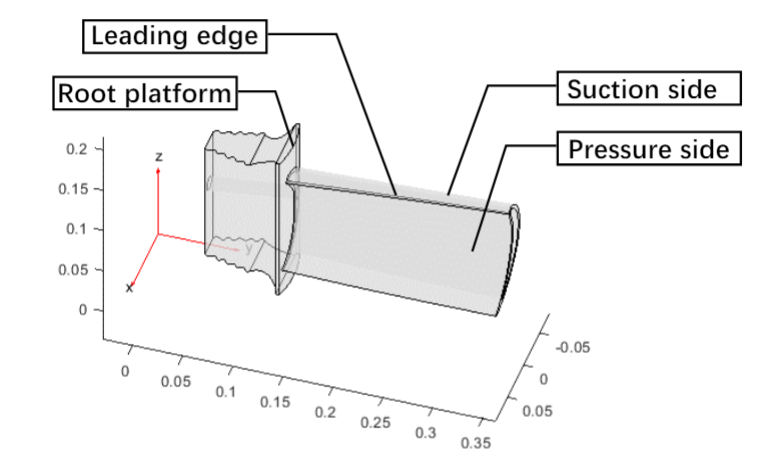 Leading edge
Root platform
Suction side
Pressure side
z
y
x
0.2
0.15
0.1
0.05
0
0
0.05
0.1
0.15
0.2
0.25
0.3
0.35
-0.05
0
0.05